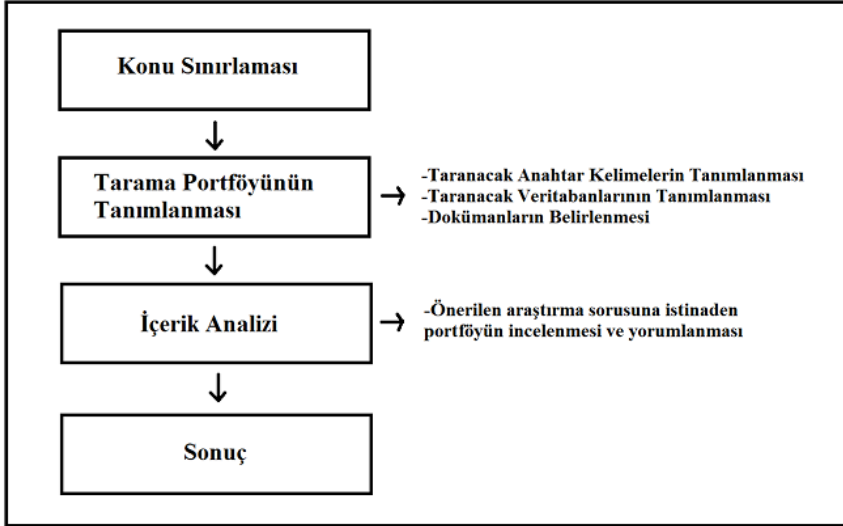 Konu Sınırlaması
Tarama Portföyünün
Tanımlanması
-Taranacak Anahtar Kelimelerin Tanımlanması
-Taranacak Veritabanlarının Tanımlanması
-Dokümanların Belirlenmesi
İçerik Analizi
-Önerilen araştırma sorusuna istinaden
portföyün incelenmesi ve yorumlanması
Sonuç